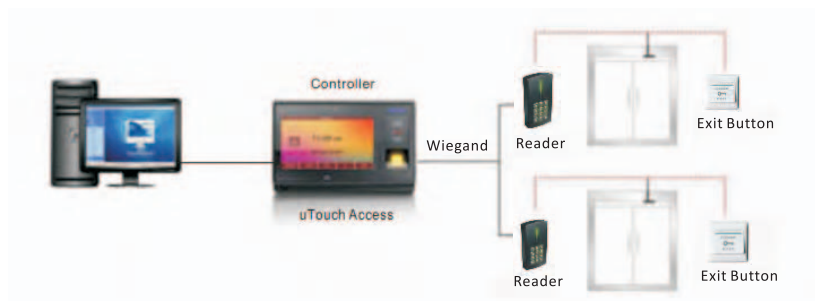 Controller
Wiegand
uTouch Access
Reader
Exit Button
Reader
Exit Button